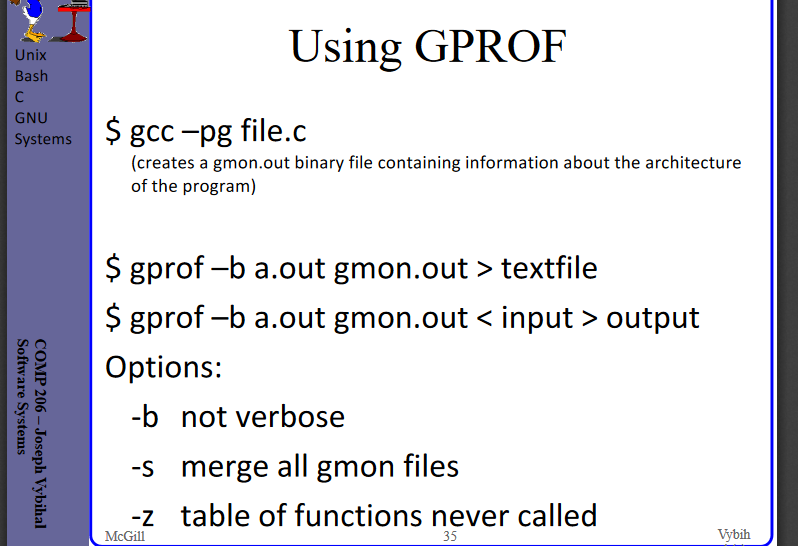 Unix
Bash
C
GNU
Systems
Using GPROF
$ gcc –pg file.c
(creates a gmon.out binary file containing information about the architecture
of the program)
$ gprof –b a.out gmon.out > textfile
$ gprof –b a.out gmon.out < input > output
Options:
-b not verbose
-s merge all gmon files
-z table of functions never called
COMP 206 – Joseph Vybihal
Software Systems
McGill
35
Vybih